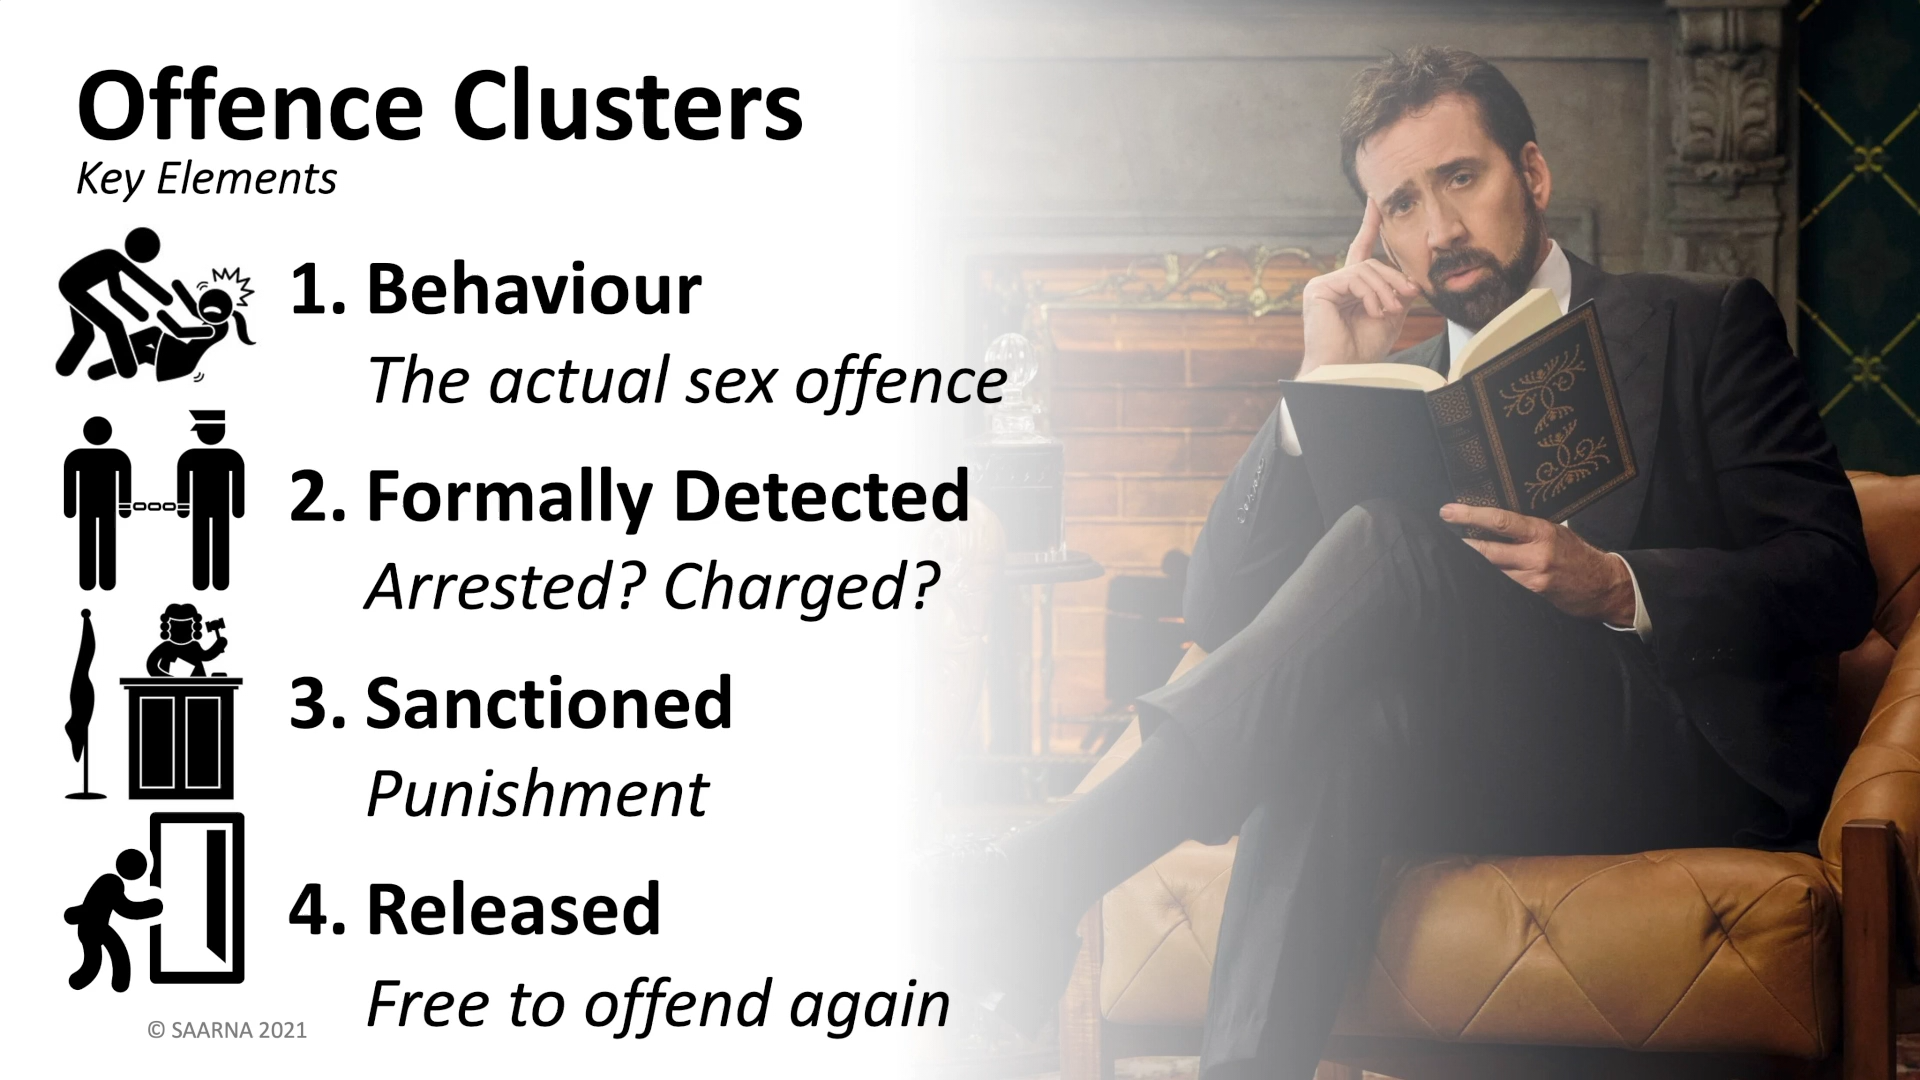 Offence Clusters
Key Elements
1. Behaviour
The actual sex offence
2. Formally Detected
Arrested? Charged?
3. Sanctioned
Punishment
4. Released
Free to offend again
© SAARNA 2021